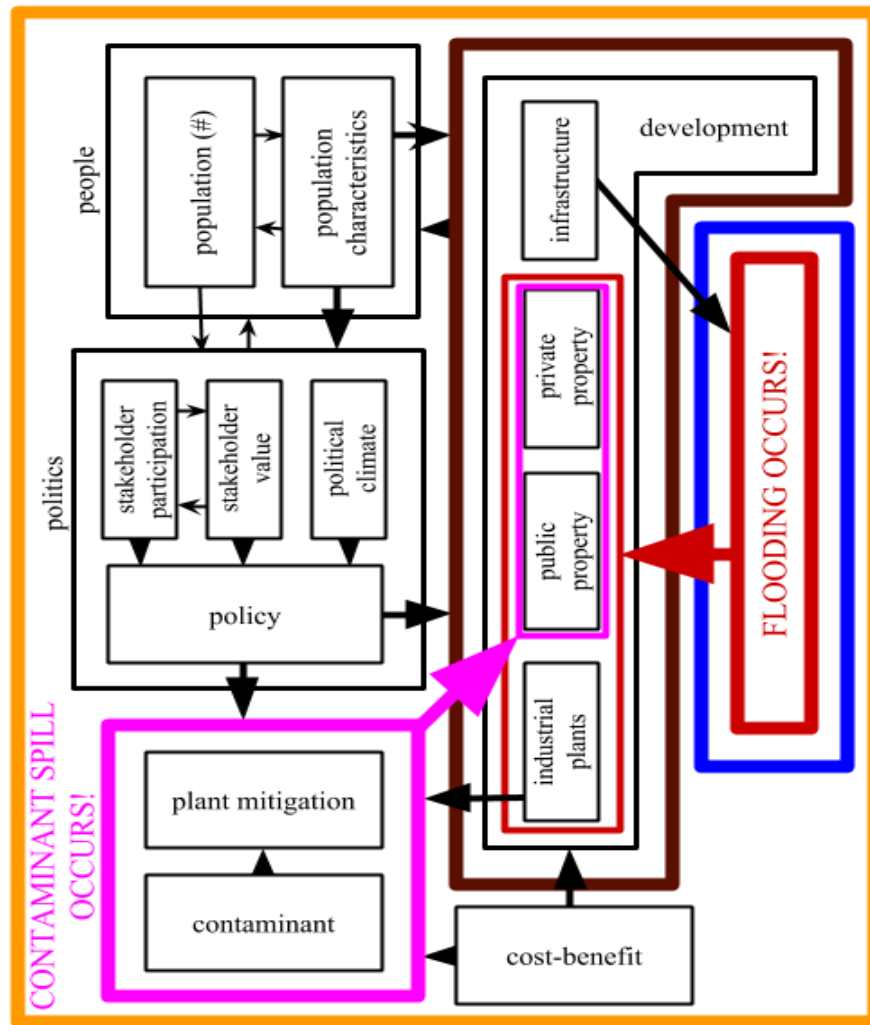 people
population (#)
population
characteristics
development
infrastructure
private
property
public
property
industrial
plants
FLOODING OCCURS!
politics
stakeholder
participation
stakeholder
value
political
climate
policy
CONTAMINANT SPILL
OCCURS!
plant mitigation
contaminant
cost-benefit